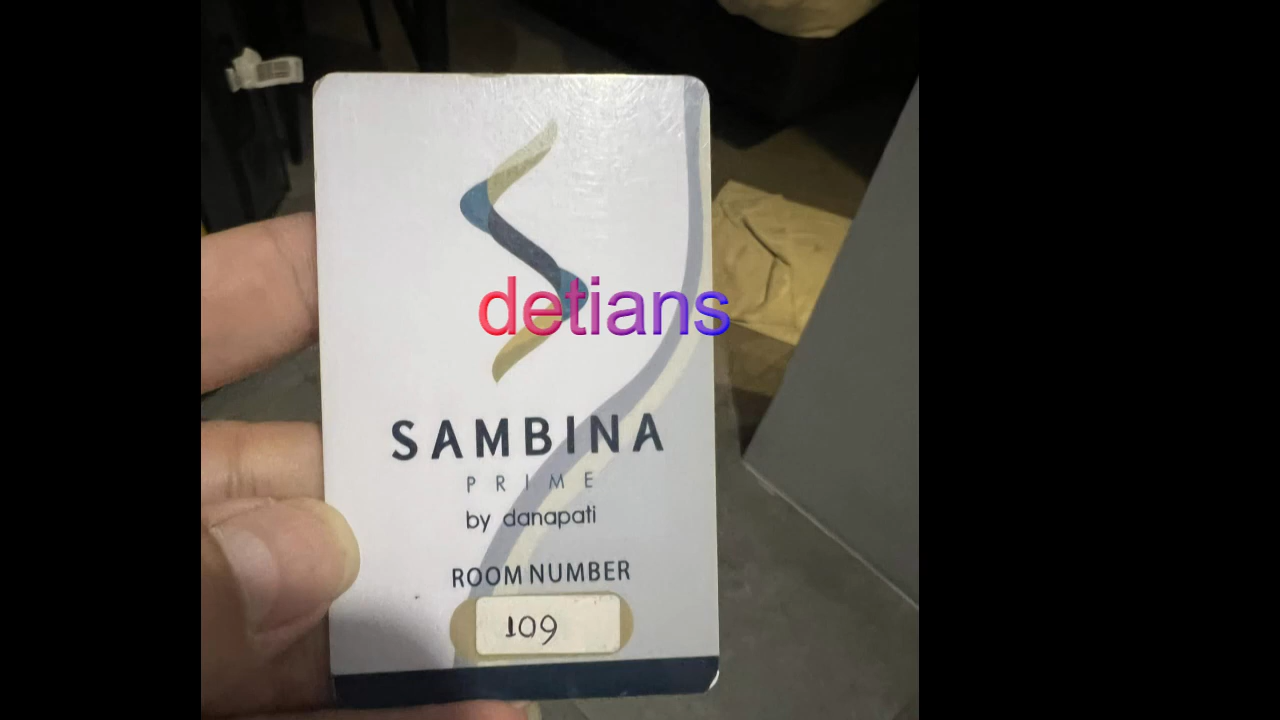 detians
SAMBINA
PRIME
by danapati
ROOM NUMBER
109